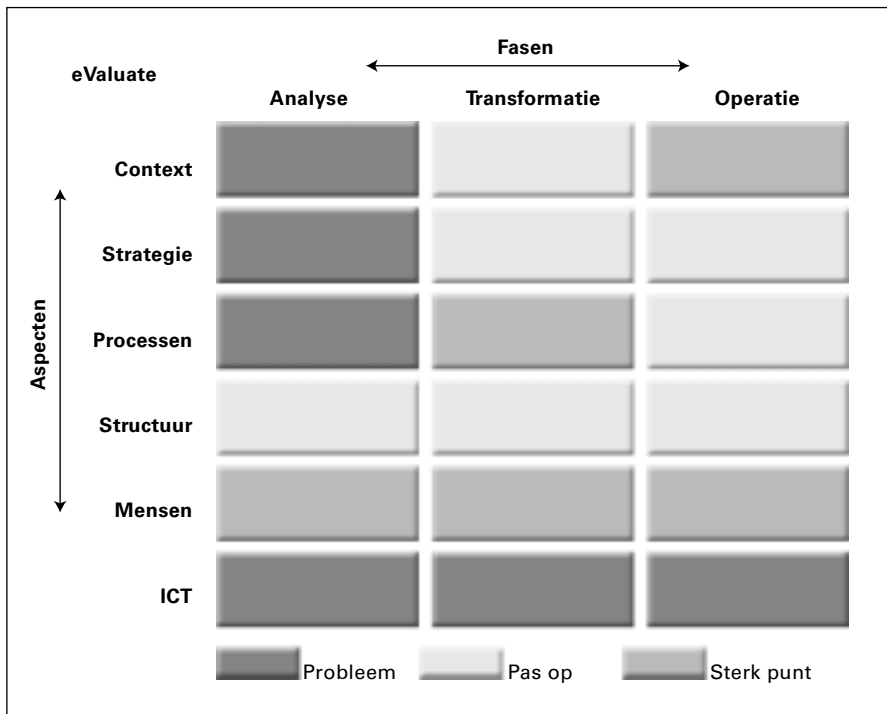 Fasen
eValuate
Analyse Transformatie Operatie
Context
Strategie
Aspecten
Processen
Structuur
Mensen
ICT
Probleem Pas op Sterk punt